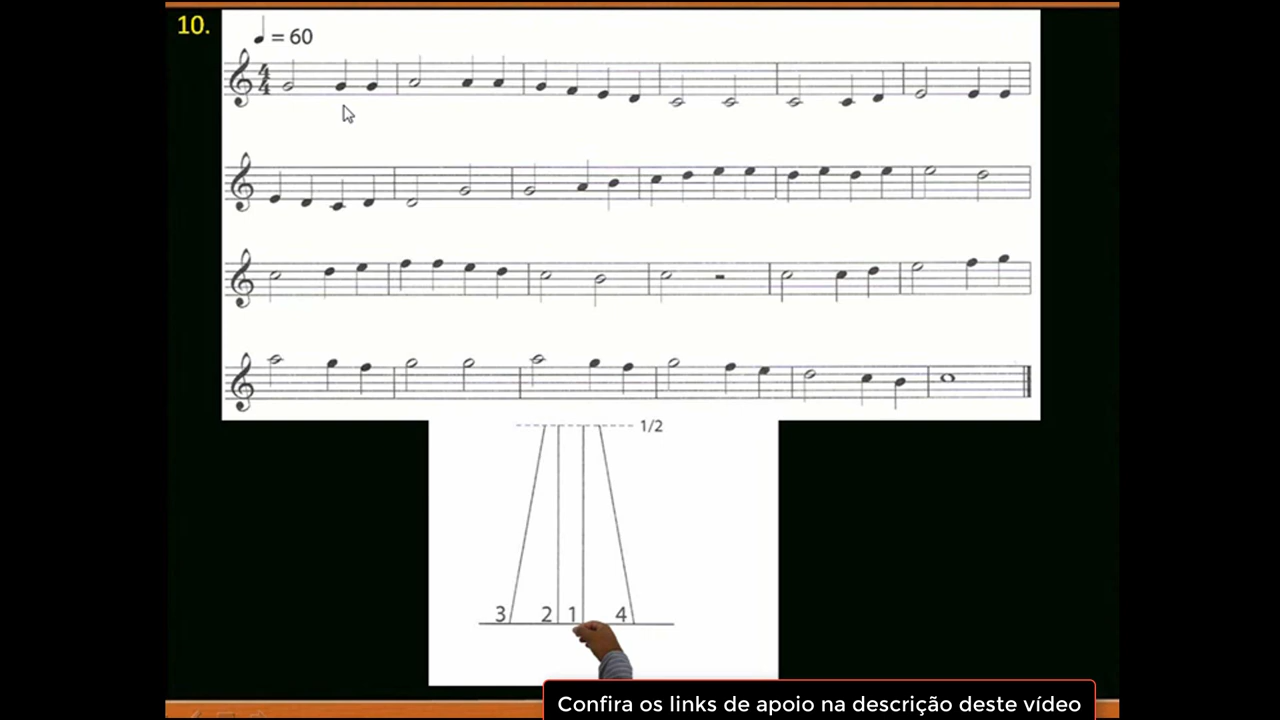 10.
= 60
4
4
1/2
3 2 1 4
Confira os links de apoio na descrição deste vídeo